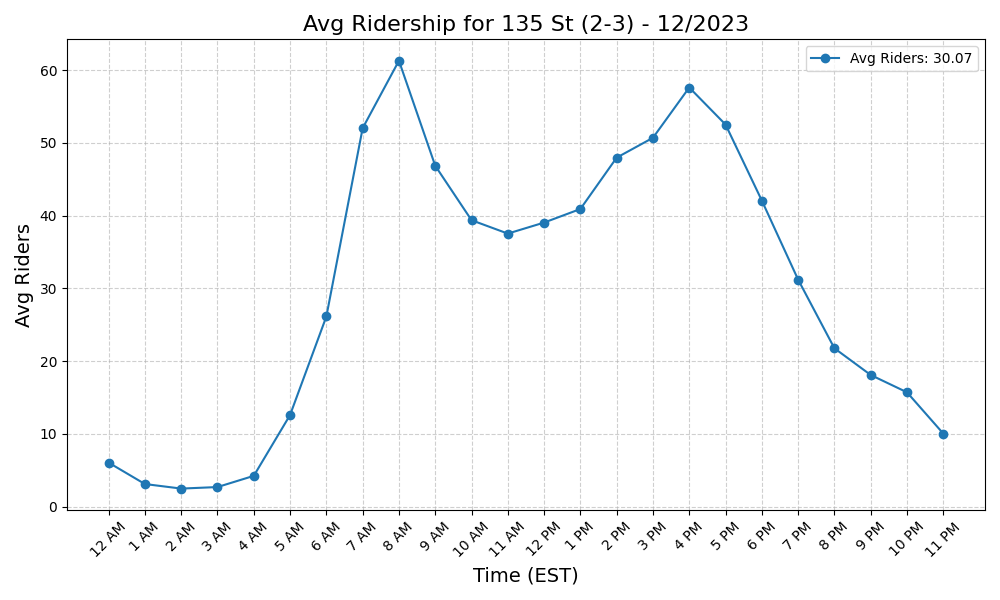 Avg Ridership for 135 St (2-3) - 12/2023
Avg Riders: 30.07
Avg Riders
60
50
40
30
20
10
0
12 AM
1 AM
2 AM
3 AM
4 AM
5 AM
6 AM
7 AM
8 AM
9 AM
10 AM
11 AM
12 PM
1 PM
2 PM
3 PM
4 PM
5 PM
6 PM
7 PM
8 PM
9 PM
10 PM
11 PM
Time (EST)